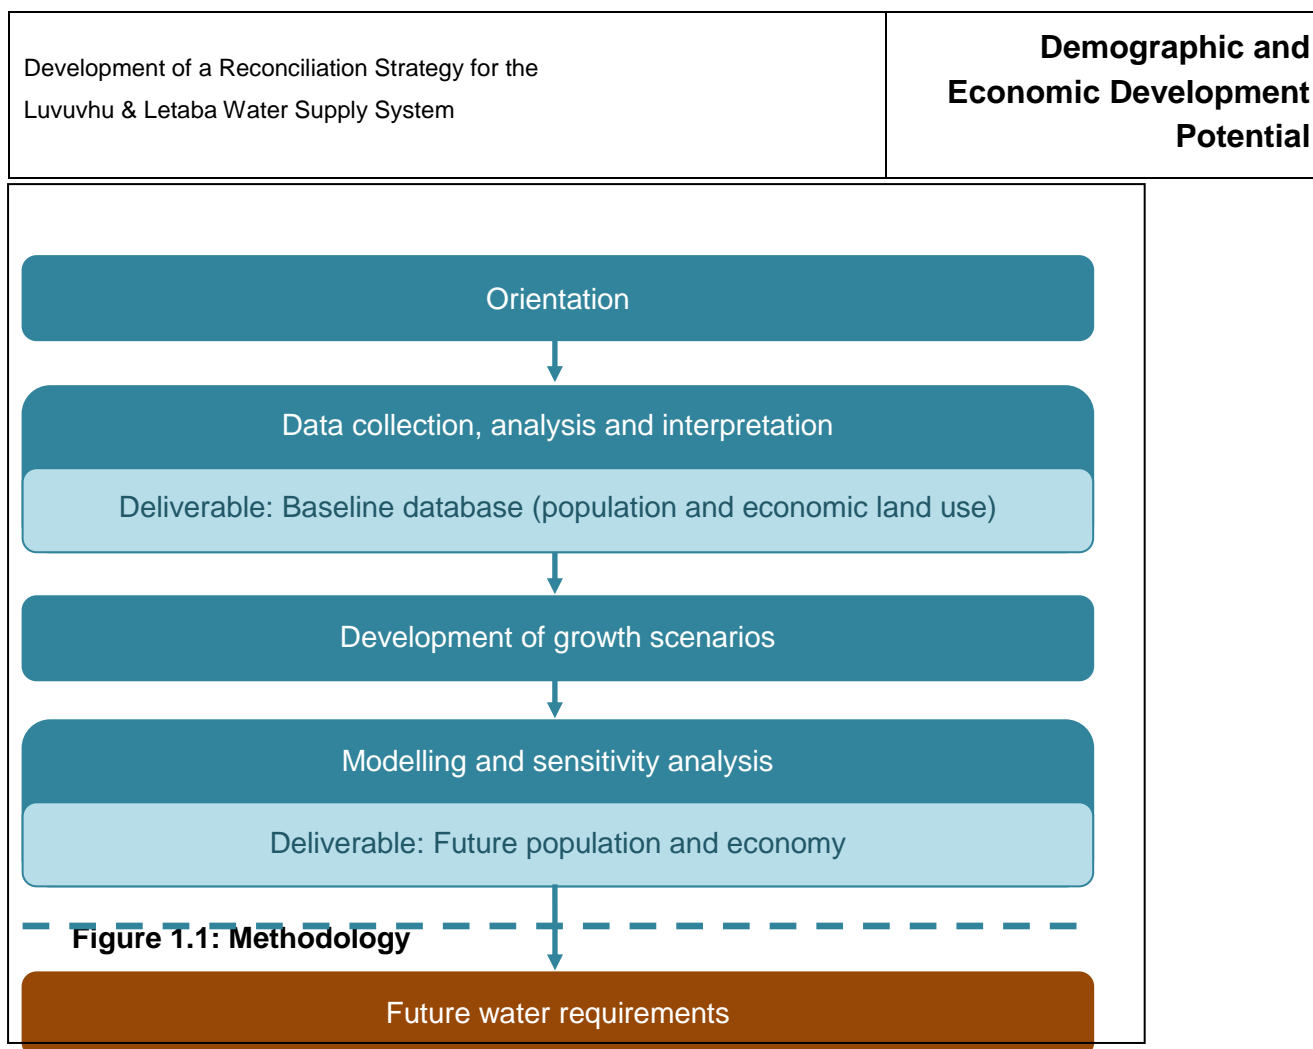 Development of a Reconciliation Strategy for the
Luvuvhu & Letaba Water Supply System
Demographic and
Economic Development
Potential
Orientation
Data collection, analysis and interpretation
Deliverable: Baseline database (population and economic land use)
Development of growth scenarios
Modelling and sensitivity analysis
Deliverable: Future population and economy
Figure 1.1: Methodology
Future water requirements